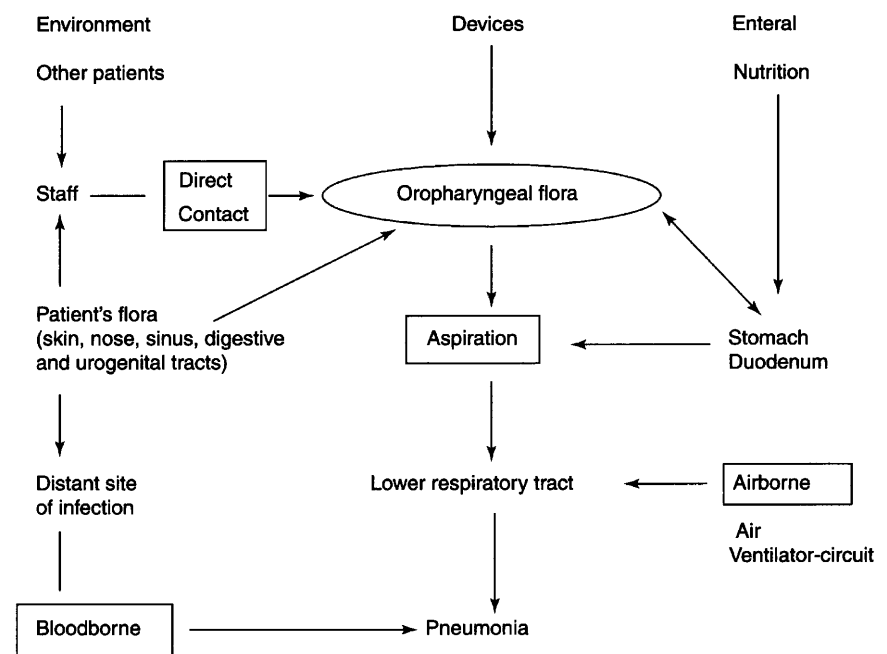 Environment
Devices
Enteral
Other patients
Nutrition
Staff
Direct
Contact
Oropharyngeal flora
Patient's flora
(skin, nose, sinus, digestive
and urogenital tracts)
Aspiration
Stomach
Duodenum
Distant site
of infection
Lower respiratory tract
Airborne
Air
Ventilator-circuit
Bloodborne
Pneumonia